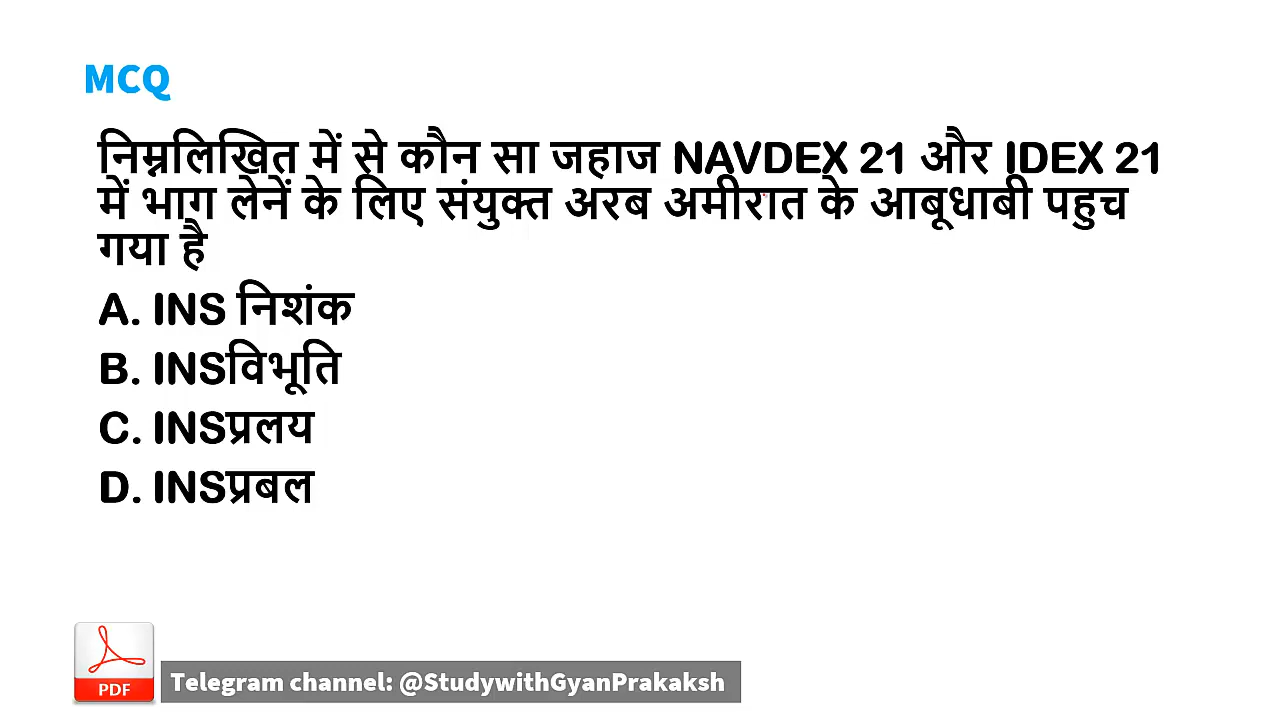 MCQ
निम्नलिखित में से कौन सा जहाज NAVDEX 21 और IDEX 21
में भाग लेनें के लिए संयुक्त अरब अमीरात के आबूधाबी पहुच
गया है
A. INS निशंक
B. INSविभूति
C. INSप्रलय
D. INSप्रबल
PDF
Telegram channel: @StudywithGyanPrakaksh